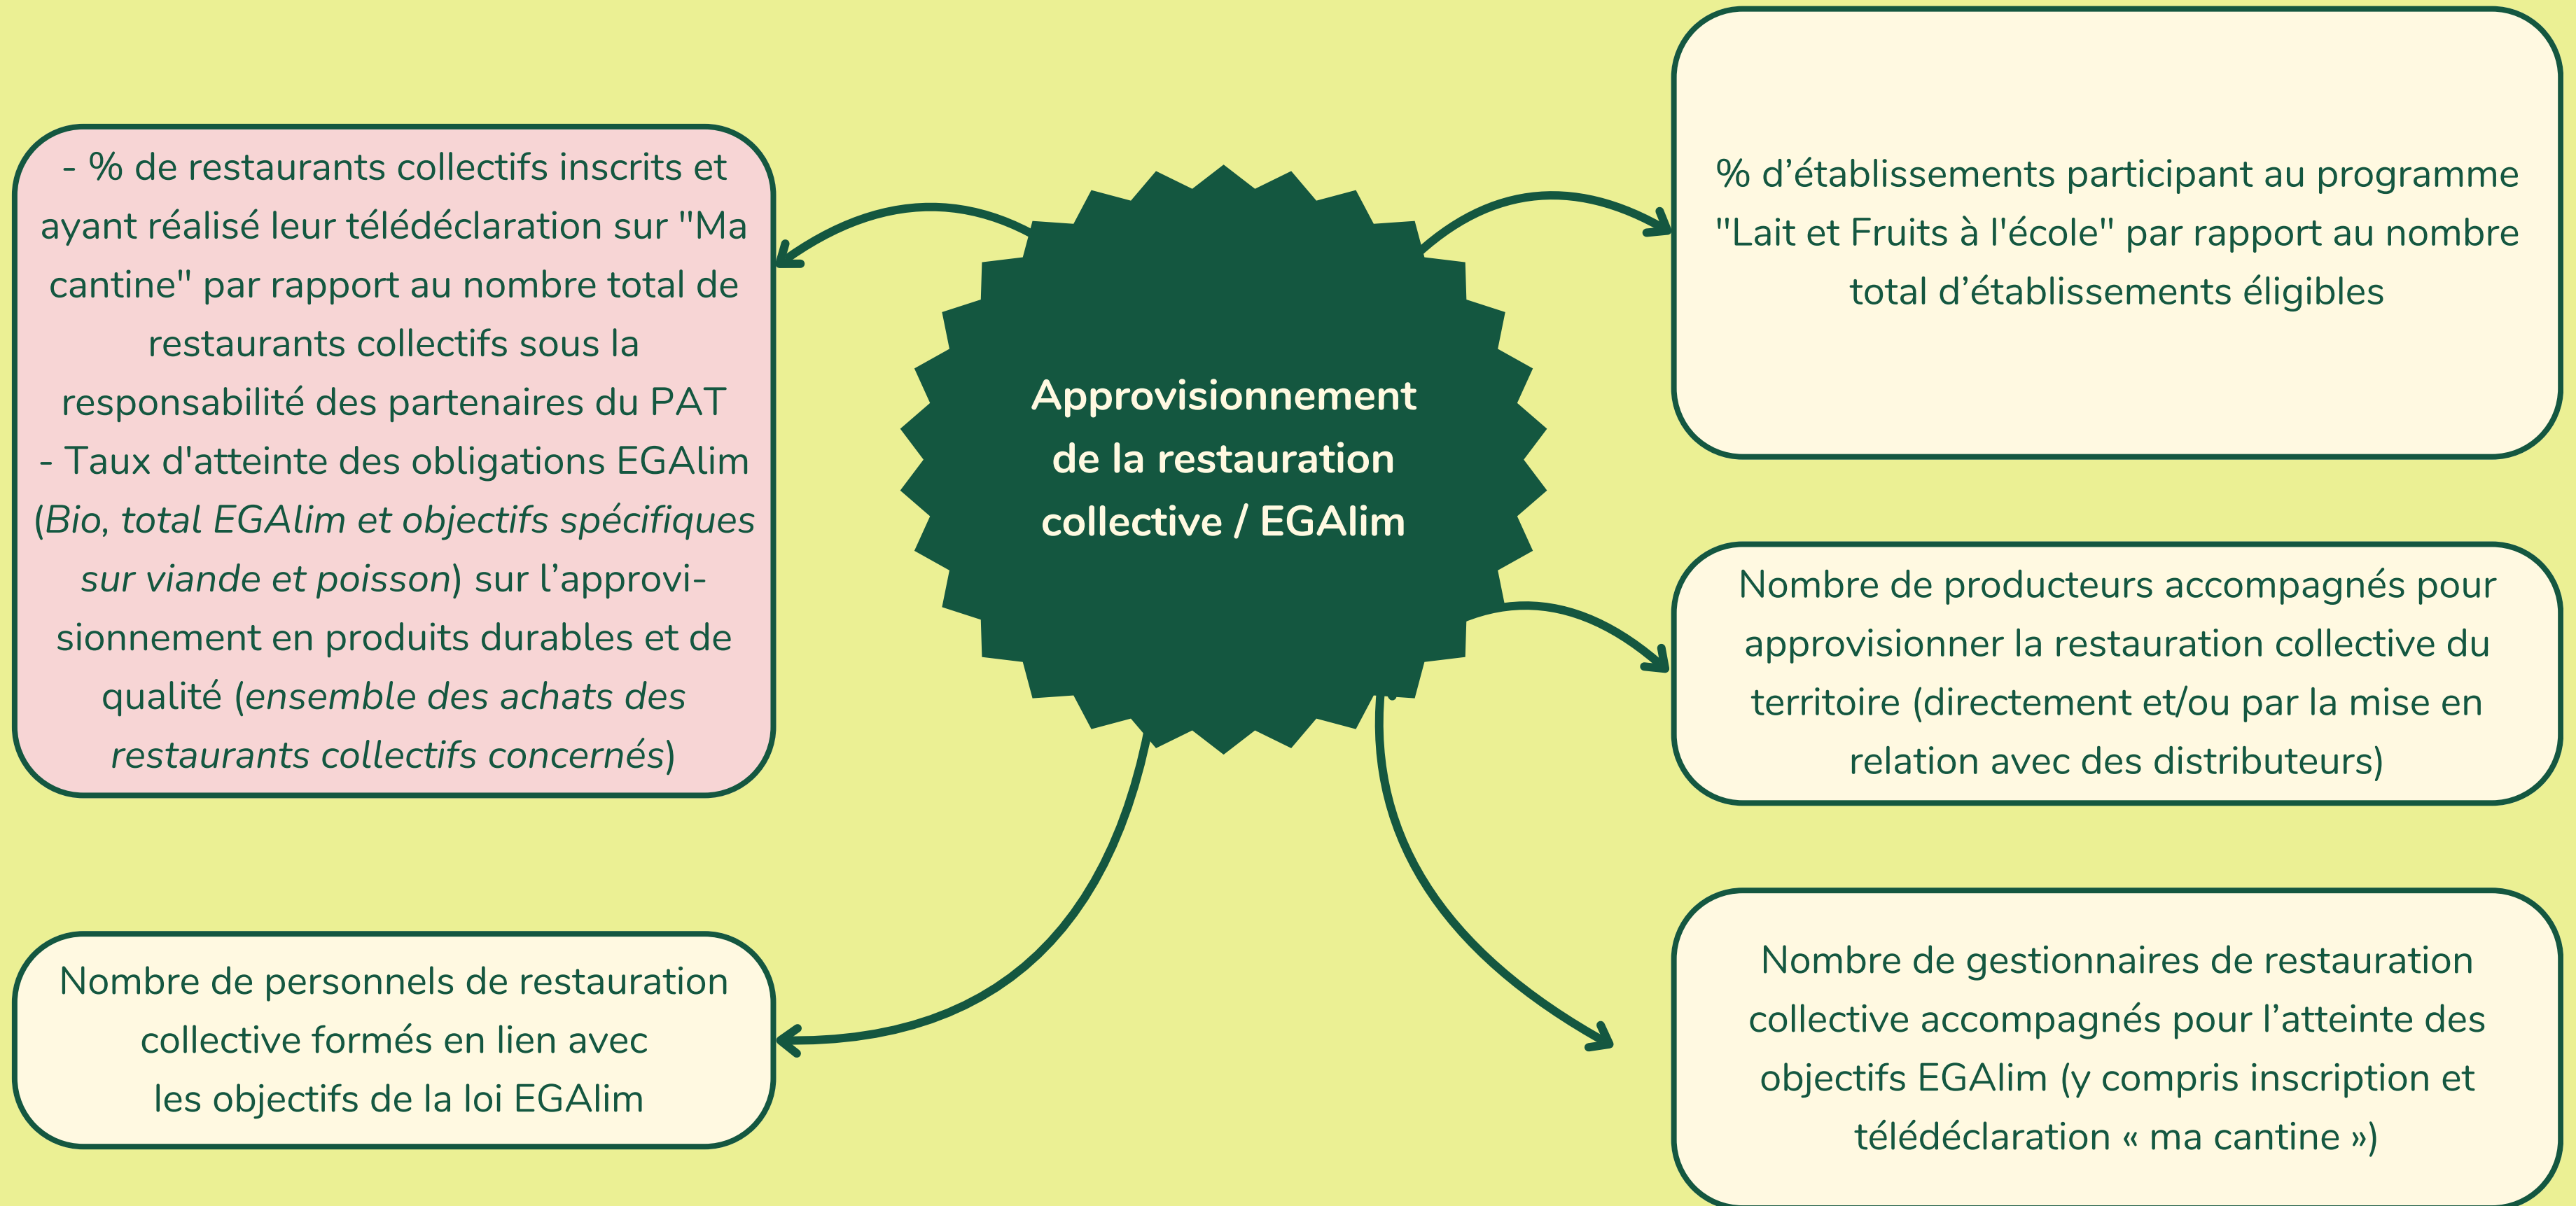 - % de restaurants collectifs inscrits et
ayant réalisé leur télédéclaration sur "Ma
cantine" par rapport au nombre total de
restaurants collectifs sous la
responsabilité des partenaires du PAT
- Taux d'atteinte des obligations EGAlim
(Bio, total EGAlim et objectifs spécifiques
sur viande et poisson) sur l’approvi-
sionnement en produits durables et de
qualité (ensemble des achats des
restaurants collectifs concernés)
Nombre de personnels de restauration
collective formés en lien avec
les objectifs de la loi EGAlim
Approvisionnement
de la restauration
collective / EGAlim
% d’établissements participant au programme
"Lait et Fruits à l'école" par rapport au nombre
total d’établissements éligibles
Nombre de producteurs accompagnés pour
approvisionner la restauration collective du
territoire (directement et/ou par la mise en
relation avec des distributeurs)
Nombre de gestionnaires de restauration
collective accompagnés pour l’atteinte des
objectifs EGAlim (y compris inscription et
télédéclaration « ma cantine »)